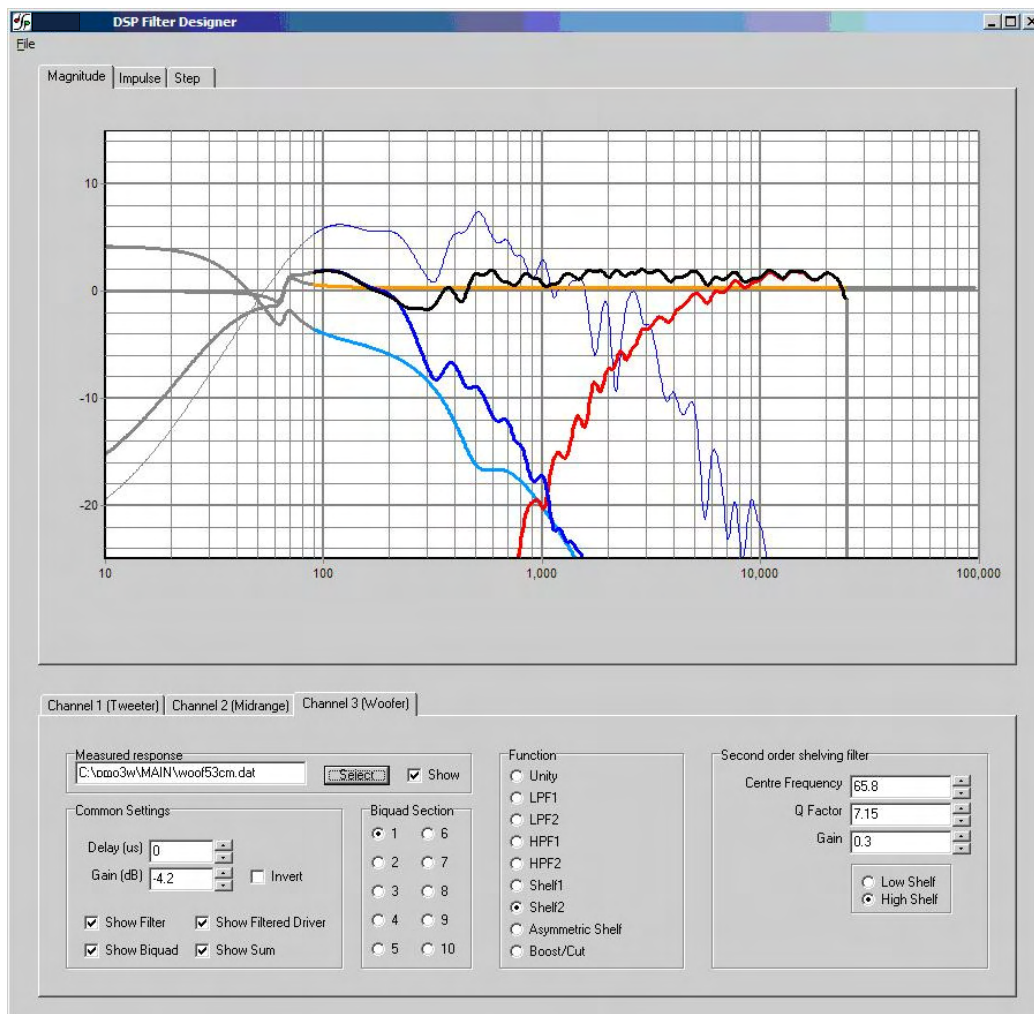 DSP Filter Designer
File
Magnitude Impulse Step
10
0
-10
-20
10 100 1,000 10,000 100,000
Channel 1 (Tweeter) Channel 2 (Midrange) Channel 3 (Woofer)
Measured response
C:\pmo3w\MAIN\woof53cm.dat Select Show
Common Settings
Delay (us) 0
Gain (dB) -4.2 Invert
Show Filter Show Filtered Driver
Show Biquad Show Sum
Biquad Section
1 6
2 7
3 8
4 9
5 10
Function
Unity
LPF1
LPF2
HPF1
HPF2
Shelf1
Shelf2
Asymmetric Shelf
Boost/Cut
Second order shelving filter
Centre Frequency 65.8
Q Factor 7.15
Gain 0.3
Low Shelf
High Shelf